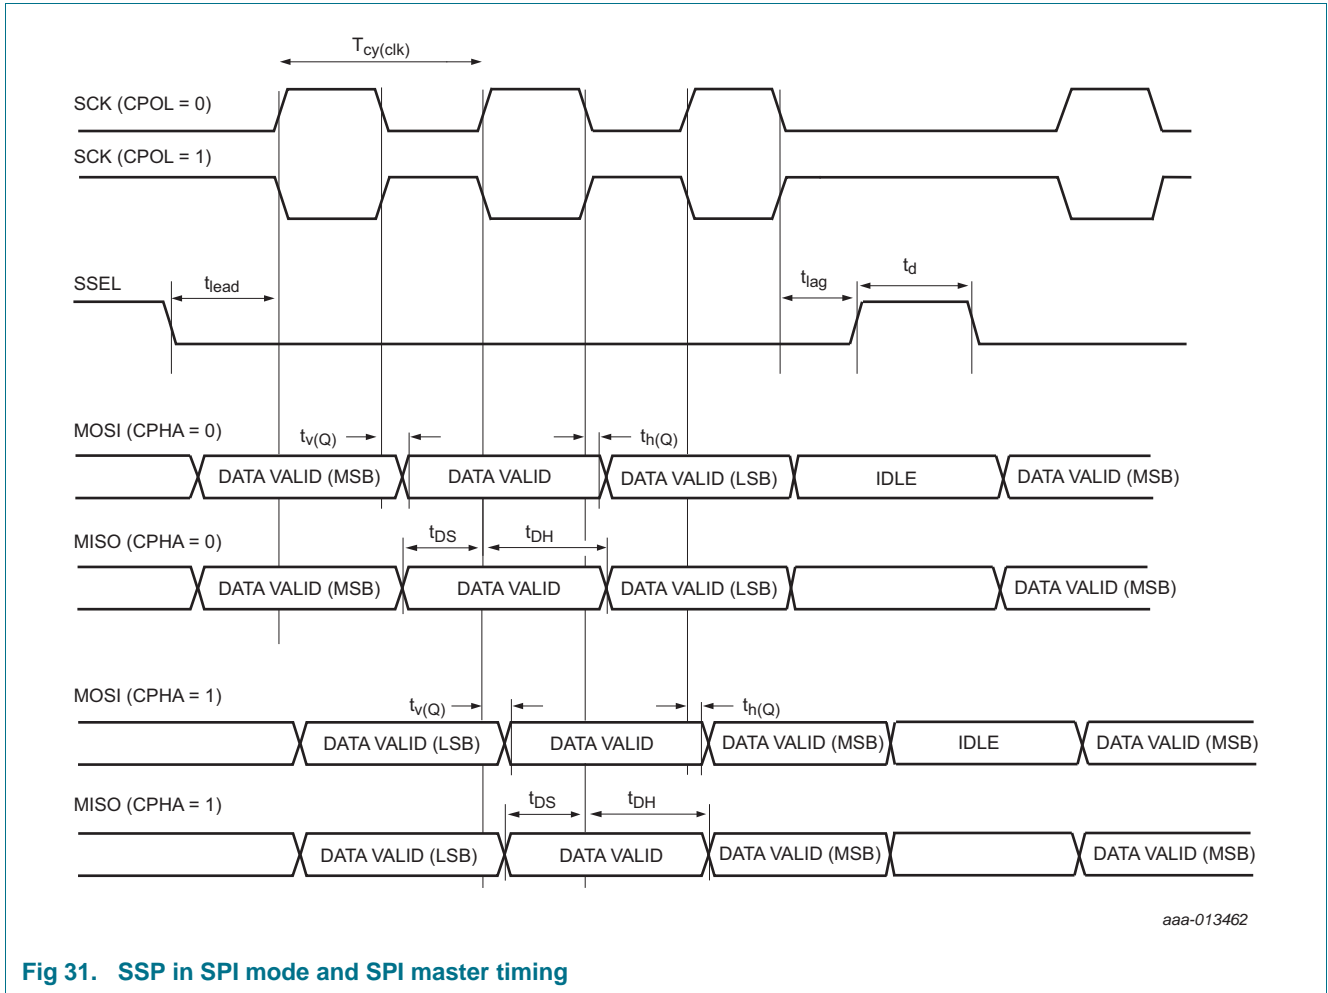 Tcy(clk)
SCK (CPOL = 0)
SCK (CPOL = 1)
SSEL
tlead
tlag
td
MOSI (CPHA = 0)
tv(Q)
th(Q)
DATA VALID (MSB) DATA VALID DATA VALID (LSB) IDLE DATA VALID (MSB)
MISO (CPHA = 0)
tDS
tDH
DATA VALID (MSB) DATA VALID DATA VALID (LSB) DATA VALID (MSB)
MOSI (CPHA = 1)
tv(Q)
th(Q)
DATA VALID (LSB) DATA VALID DATA VALID (MSB) IDLE DATA VALID (MSB)
MISO (CPHA = 1)
tDS
tDH
DATA VALID (LSB) DATA VALID DATA VALID (MSB) DATA VALID (MSB)
aaa-013462
Fig 31. SSP in SPI mode and SPI master timing